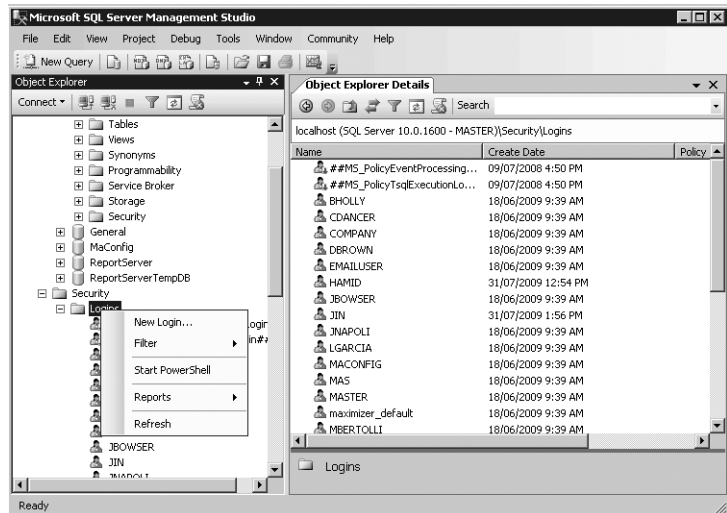 Microsoft SQL Server Management Studio
File Edit View Project Debug Tools Window Community Help
New Query
Object Explorer
Connect
Tables
Views
Synonyms
Programmability
Service Broker
Storage
Security
General
MaConfig
ReportServer
ReportServerTempDB
Security
Logins
New Login...
Filter
Start PowerShell
Reports
Refresh
JBOWSER
JIN
JNAPOLI
Object Explorer Details
Search
localhost (SQL Server 10.0.1600 - MASTER)\Security\Logins
Name Create Date Policy
##MS_PolicyEventProcessing... 09/07/2008 4:50 PM
##MS_PolicyTsqlExecutionLo... 09/07/2008 4:50 PM
BHOLLY 18/06/2009 9:39 AM
CDANCER 18/06/2009 9:39 AM
COMPANY 18/06/2009 9:39 AM
DBROWN 18/06/2009 9:39 AM
EMAILUSER 18/06/2009 9:39 AM
HAMID 31/07/2009 12:54 PM
JBOWSER 18/06/2009 9:39 AM
JIN 31/07/2009 1:56 PM
JNAPOLI 18/06/2009 9:39 AM
LGARCIA 18/06/2009 9:39 AM
MACONFIG 18/06/2009 9:39 AM
MAS 18/06/2009 9:39 AM
MASTER 18/06/2009 9:39 AM
maximizer_default 18/06/2009 9:39 AM
MBERTOLLI 18/06/2009 9:39 AM
Logins
Ready